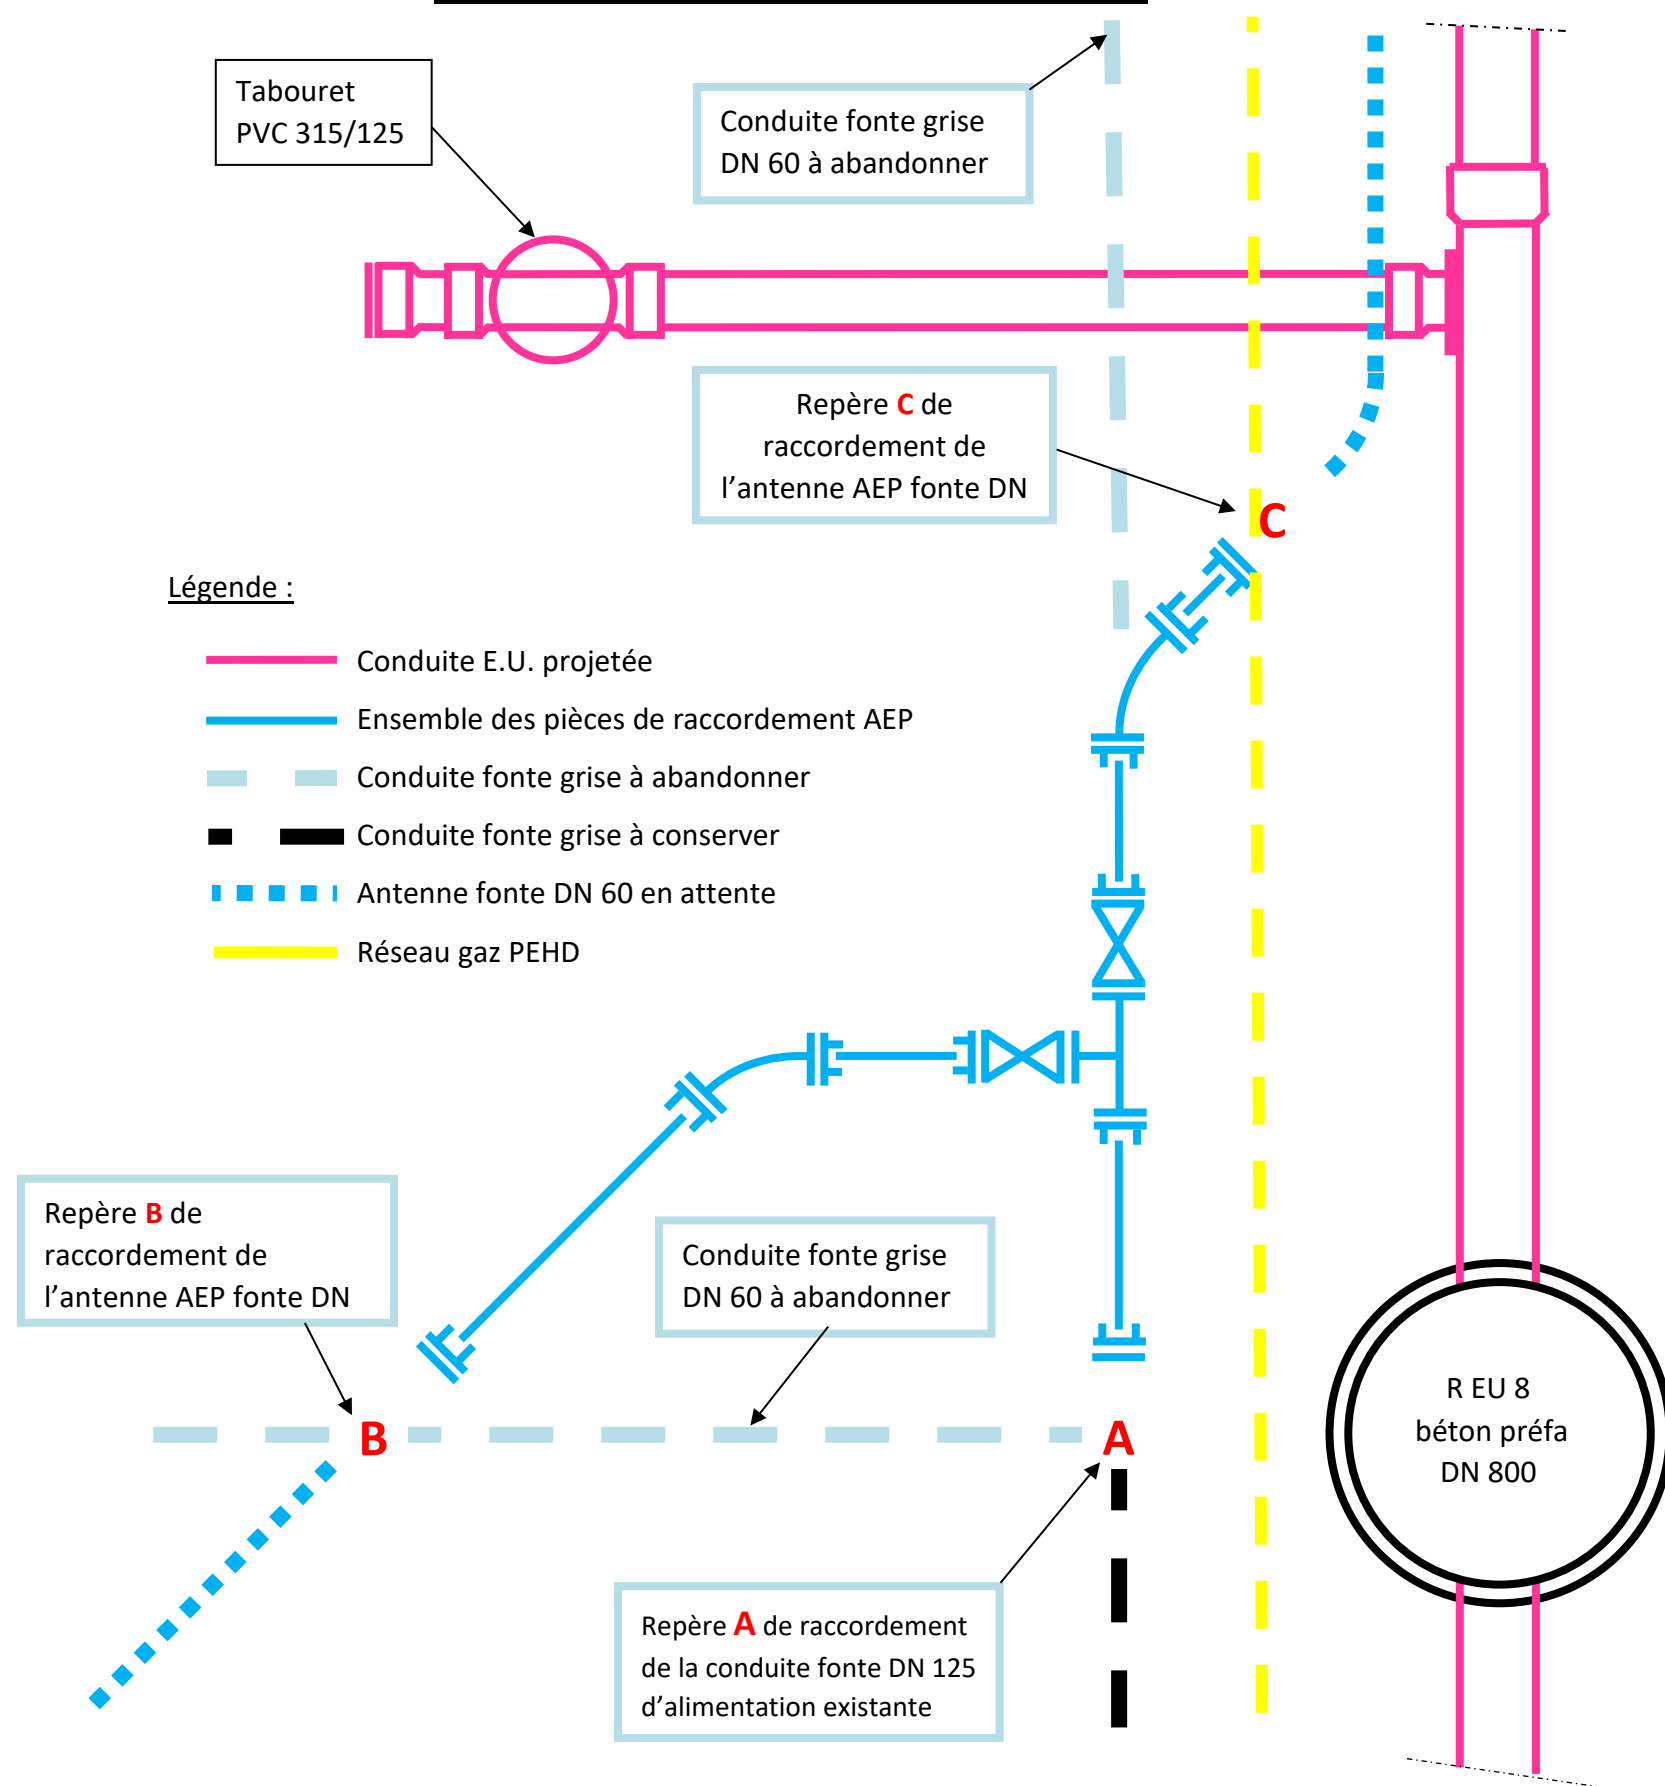 Tabouret
PVC 315/125
Conduite fonte grise
DN 60 à abandonner
Repère C de
raccordement de
l’antenne AEP fonte DN
C
Légende :
Conduite E.U. projetée
Ensemble des pièces de raccordement AEP
Conduite fonte grise à abandonner
Conduite fonte grise à conserver
Antenne fonte DN 60 en attente
Réseau gaz PEHD
Repère B de
raccordement de
l’antenne AEP fonte DN
Conduite fonte grise
DN 60 à abandonner
B
A
R EU 8
béton préfa
DN 800
Repère A de raccordement
de la conduite fonte DN 125
d’alimentation existante